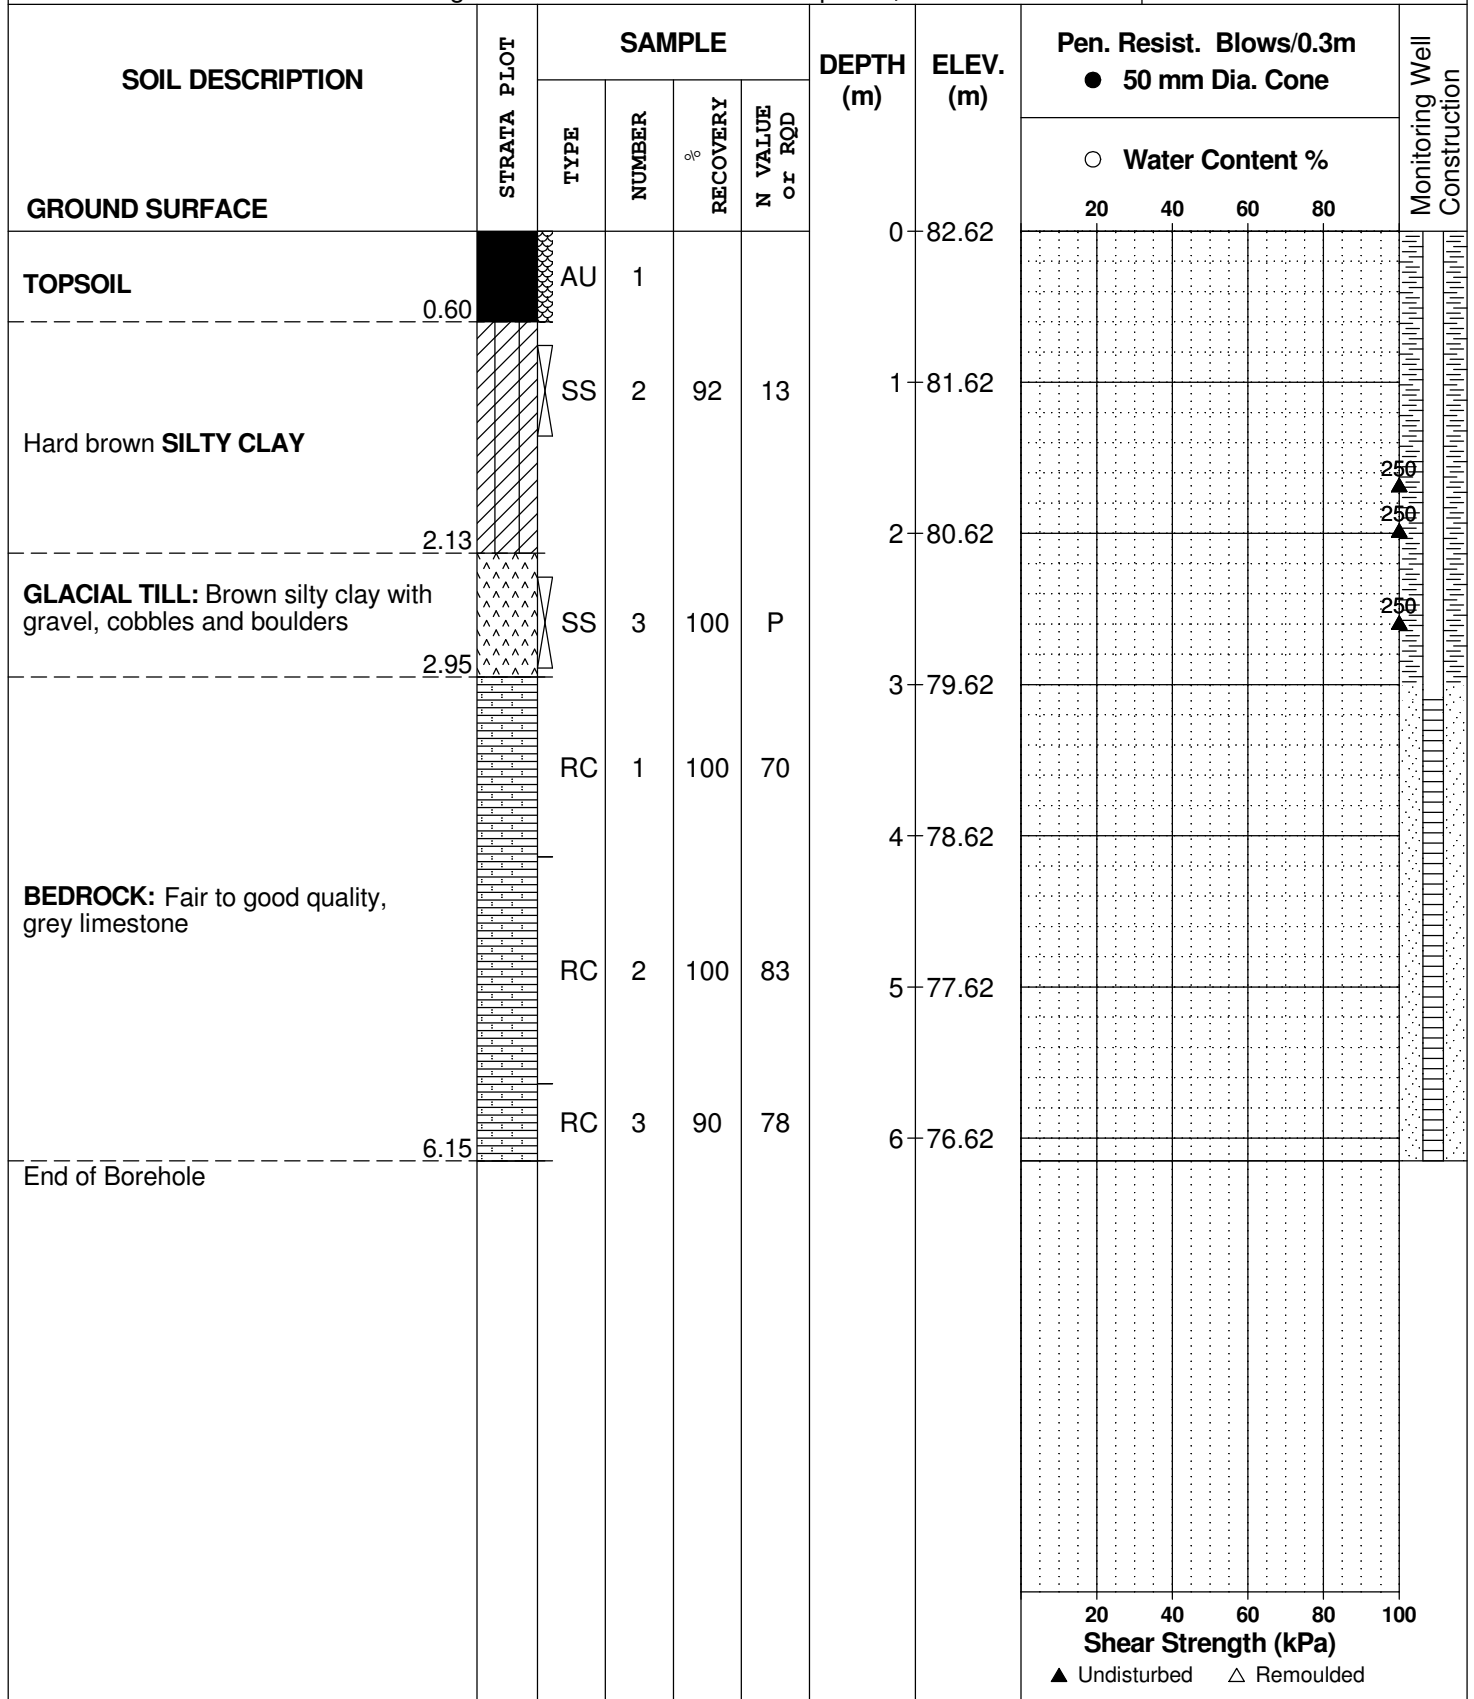 SOIL DESCRIPTION
GROUND SURFACE
STRATA PLOT
SAMPLE
TYPE
NUMBER
%
RECOVERY
N VALUE
or RQD
DEPTH
(m)
ELEV.
(m)
Pen. Resist. Blows/0.3m
● 50 mm Dia. Cone
○ Water Content %
20 40 60 80
Monitoring Well
Construction
0 82.62
TOPSOIL
AU 1
0.60
SS 2 92 13
1 81.62
Hard brown SILTY CLAY
250
250
2.13
2 80.62
GLACIAL TILL: Brown silty clay with
gravel, cobbles and boulders
SS 3 100 P
250
2.95
3 79.62
RC 1 100 70
4 78.62
BEDROCK: Fair to good quality,
grey limestone
RC 2 100 83
5 77.62
RC 3 90 78
6.15
6 76.62
End of Borehole
20 40 60 80 100
Shear Strength (kPa)
▲ Undisturbed △ Remoulded